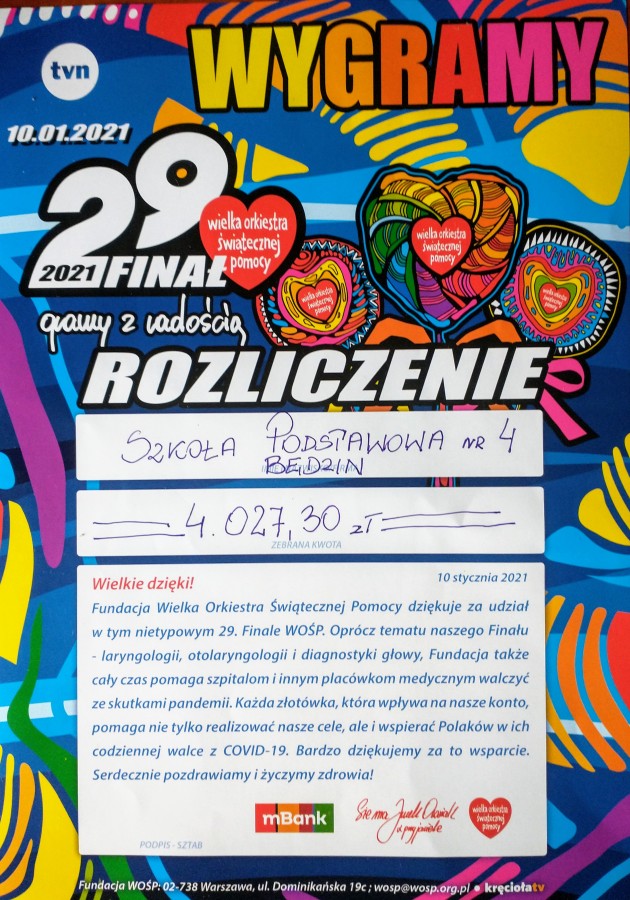 tvn
WYGRAMY
10.01.2021
29
2021 FINAŁ
wielka orkiestra
świątecznej
pomocy
wielka orkiestra
świątecznej
pomocy
wielka orkiestra
świątecznej
pomocy
wielka orkiestra
świątecznej
pomocy
gramy z radością
ROZLICZENIE
SZKOŁA PODSTAWOWA NR 4
BĘDZIN
4.027,30 zł
ZEBRANA KWOTA
Wielkie dzięki!
10 stycznia 2021
Fundacja Wielka Orkiestra Świątecznej Pomocy dziękuje za udział
w tym nietypowym 29. Finale WOŚP. Oprócz tematu naszego Finału
- laryngologii, otolaryngologii i diagnostyki głowy, Fundacja także
cały czas pomaga szpitalom i innym placówkom medycznym walczyć
ze skutkami pandemii. Każda złotówka, która wpływa na nasze konto,
pomaga nie tylko realizować nasze cele, ale i wspierać Polaków w ich
codziennej walce z COVID-19. Bardzo dziękujemy za to wsparcie.
Serdecznie pozdrawiamy i życzymy zdrowia!
mBank
Sie ma Jurek Owsiak
i przyjaciele
wielka orkiestra
świątecznej
pomocy
PODPIS - SZTAB
Fundacja WOŚP: 02-738 Warszawa, ul. Dominikańska 19c ; wosp@wosp.org.pl ● kręciołatv